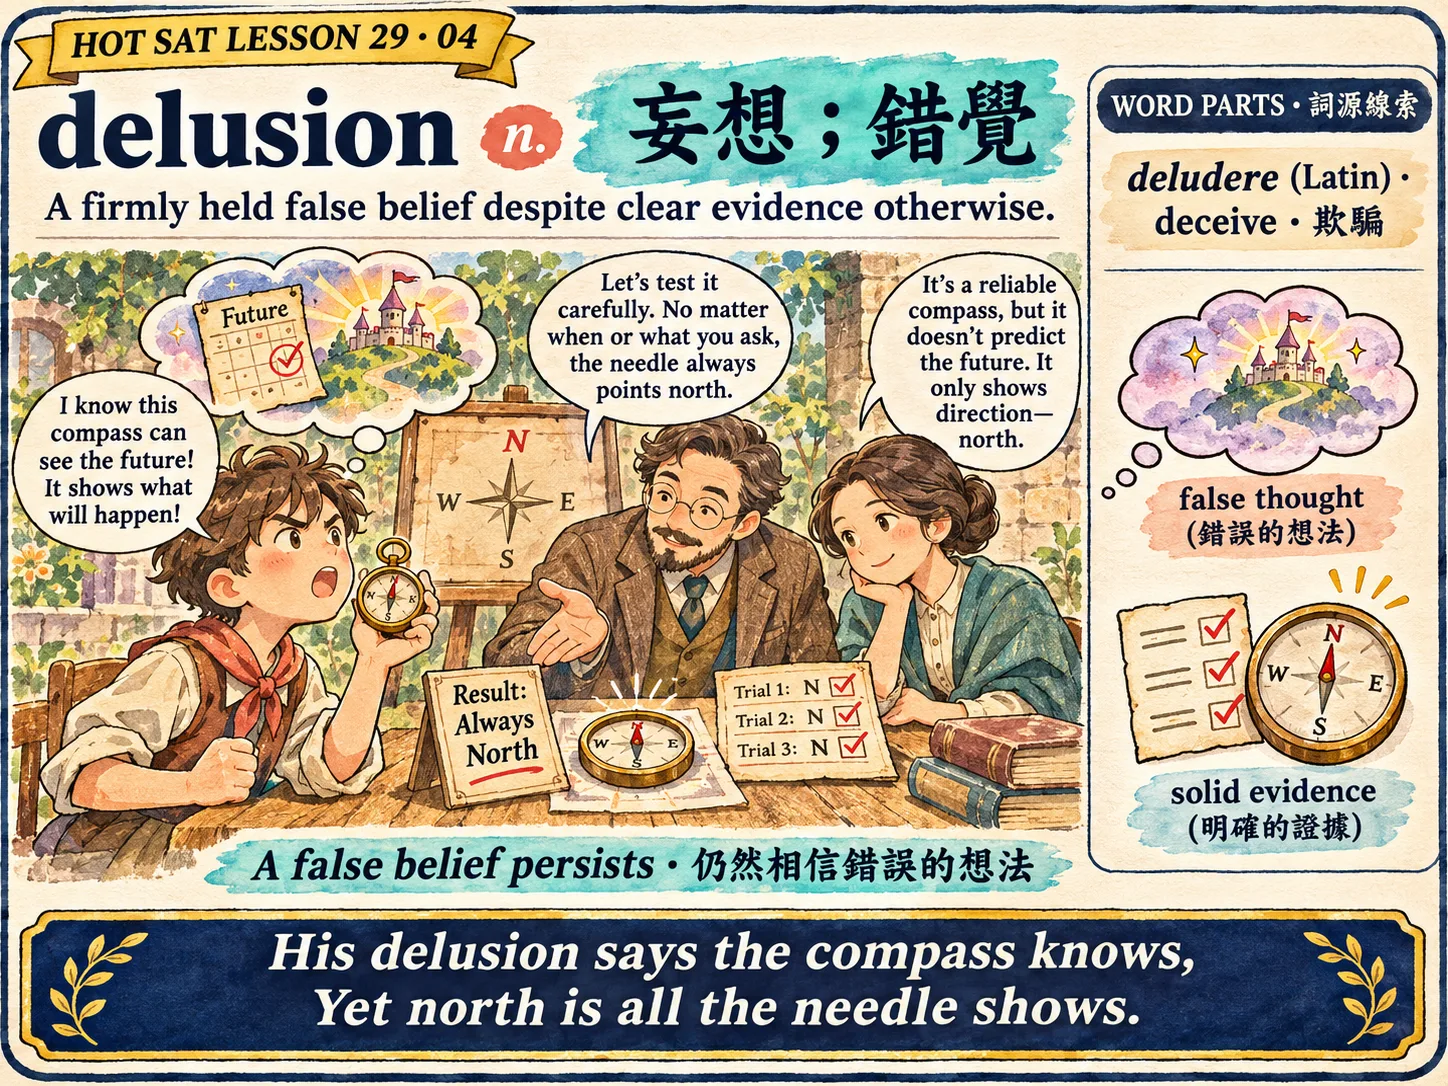 HOT SAT LESSON 29 · 04
delusion n. 妄想；錯覺
A firmly held false belief despite clear evidence otherwise.
I know this
compass can
see the future!
It shows what
will happen!
Future
Let's test it
carefully. No matter
when or what you ask,
the needle always
points north.
It's a reliable
compass, but it
doesn't predict
the future. It
only shows
direction—
north.
N
W E
S
Result:
Always
North
N
W E
S
Trial 1: N
Trial 2: N
Trial 3: N
A false belief persists · 仍然相信錯誤的想法
WORD PARTS · 詞源線索
deludere (Latin) ·
deceive · 欺騙
false thought
(錯誤的想法)
N
W E
S
solid evidence
(明確的證據)
His delusion says the compass knows,
Yet north is all the needle shows.